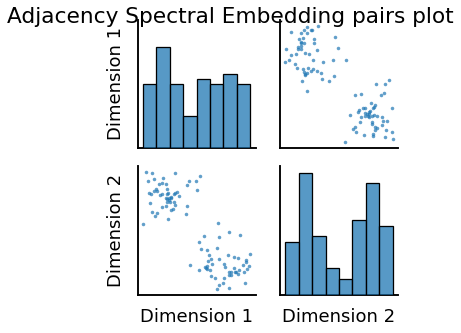 Adjacency Spectral Embedding pairs plot
Dimension 1
Dimension 2
Dimension 1
Dimension 2